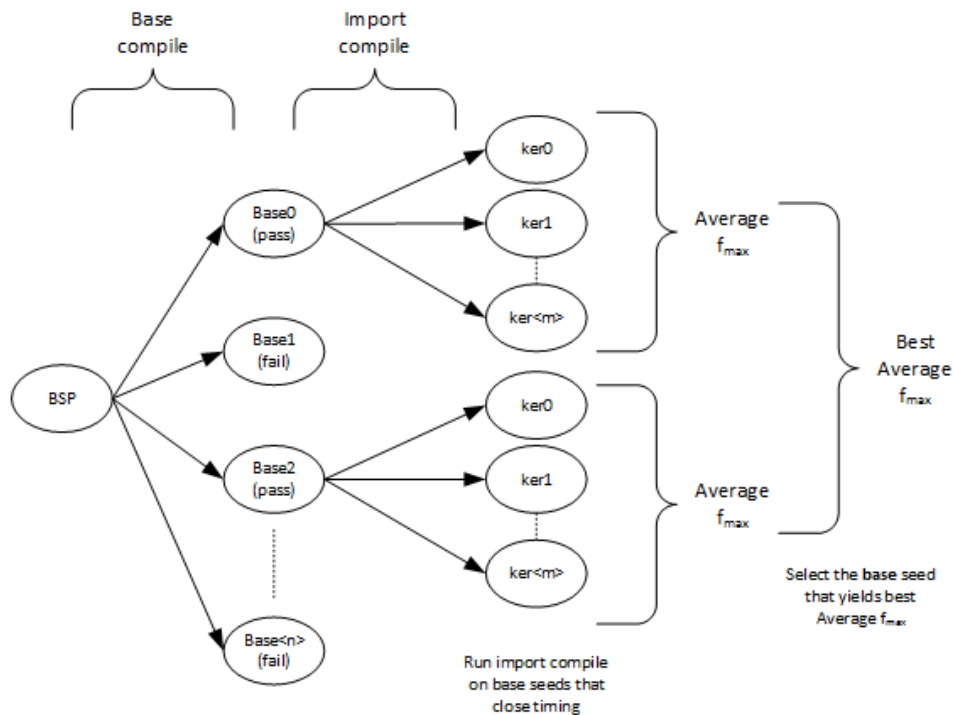 Base
compile
Import
compile
ker0
Base0
(pass)
ker1
Average
fmax
ker<m>
Base1
(fail)
Best
Average
fmax
BSP
ker0
Base2
(pass)
ker1
Average
fmax
ker<m>
Select the base seed
that yields best
Average fmax
Base<n>
(fail)
Run import compile
on base seeds that
close timing